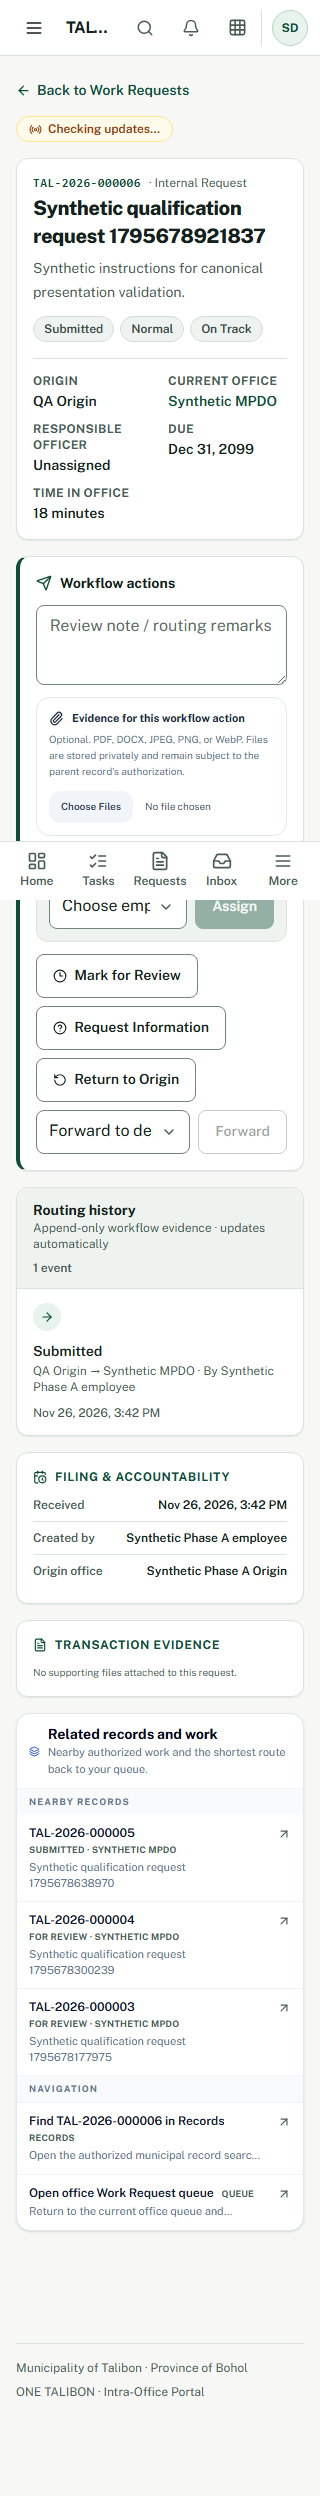 TAL...
SD
Back to Work Requests
Checking updates...
TAL-2026-000006 · Internal Request
Synthetic qualification
request 1795678921837
Synthetic instructions for canonical
presentation validation.
Submitted
Normal
On Track
ORIGIN
QA Origin
CURRENT OFFICE
Synthetic MPDO
RESPONSIBLE
OFFICER
Unassigned
DUE
Dec 31, 2099
TIME IN OFFICE
18 minutes
Workflow actions
Review note / routing remarks
Evidence for this workflow action
Optional. PDF, DOCX, JPEG, PNG, or WebP. Files
are stored privately and remain subject to the
parent record's authorization.
Choose Files
No file chosen
Home
Tasks
Requests
Inbox
More
Choose emp
Assign
Mark for Review
Request Information
Return to Origin
Forward to de
Forward
Routing history
Append-only workflow evidence · updates
automatically
1 event
Submitted
QA Origin → Synthetic MPDO · By Synthetic
Phase A employee
Nov 26, 2026, 3:42 PM
FILING & ACCOUNTABILITY
Received
Nov 26, 2026, 3:42 PM
Created by
Synthetic Phase A employee
Origin office
Synthetic Phase A Origin
TRANSACTION EVIDENCE
No supporting files attached to this request.
Related records and work
Nearby authorized work and the shortest route
back to your queue.
NEARBY RECORDS
TAL-2026-000005
SUBMITTED · SYNTHETIC MPDO
Synthetic qualification request
1795678638970
TAL-2026-000004
FOR REVIEW · SYNTHETIC MPDO
Synthetic qualification request
1795678300239
TAL-2026-000003
FOR REVIEW · SYNTHETIC MPDO
Synthetic qualification request
1795678177975
NAVIGATION
Find TAL-2026-000006 in Records
RECORDS
Open the authorized municipal record searc...
Open office Work Request queue QUEUE
Return to the current office queue and...
Municipality of Talibon · Province of Bohol
ONE TALIBON · Intra-Office Portal